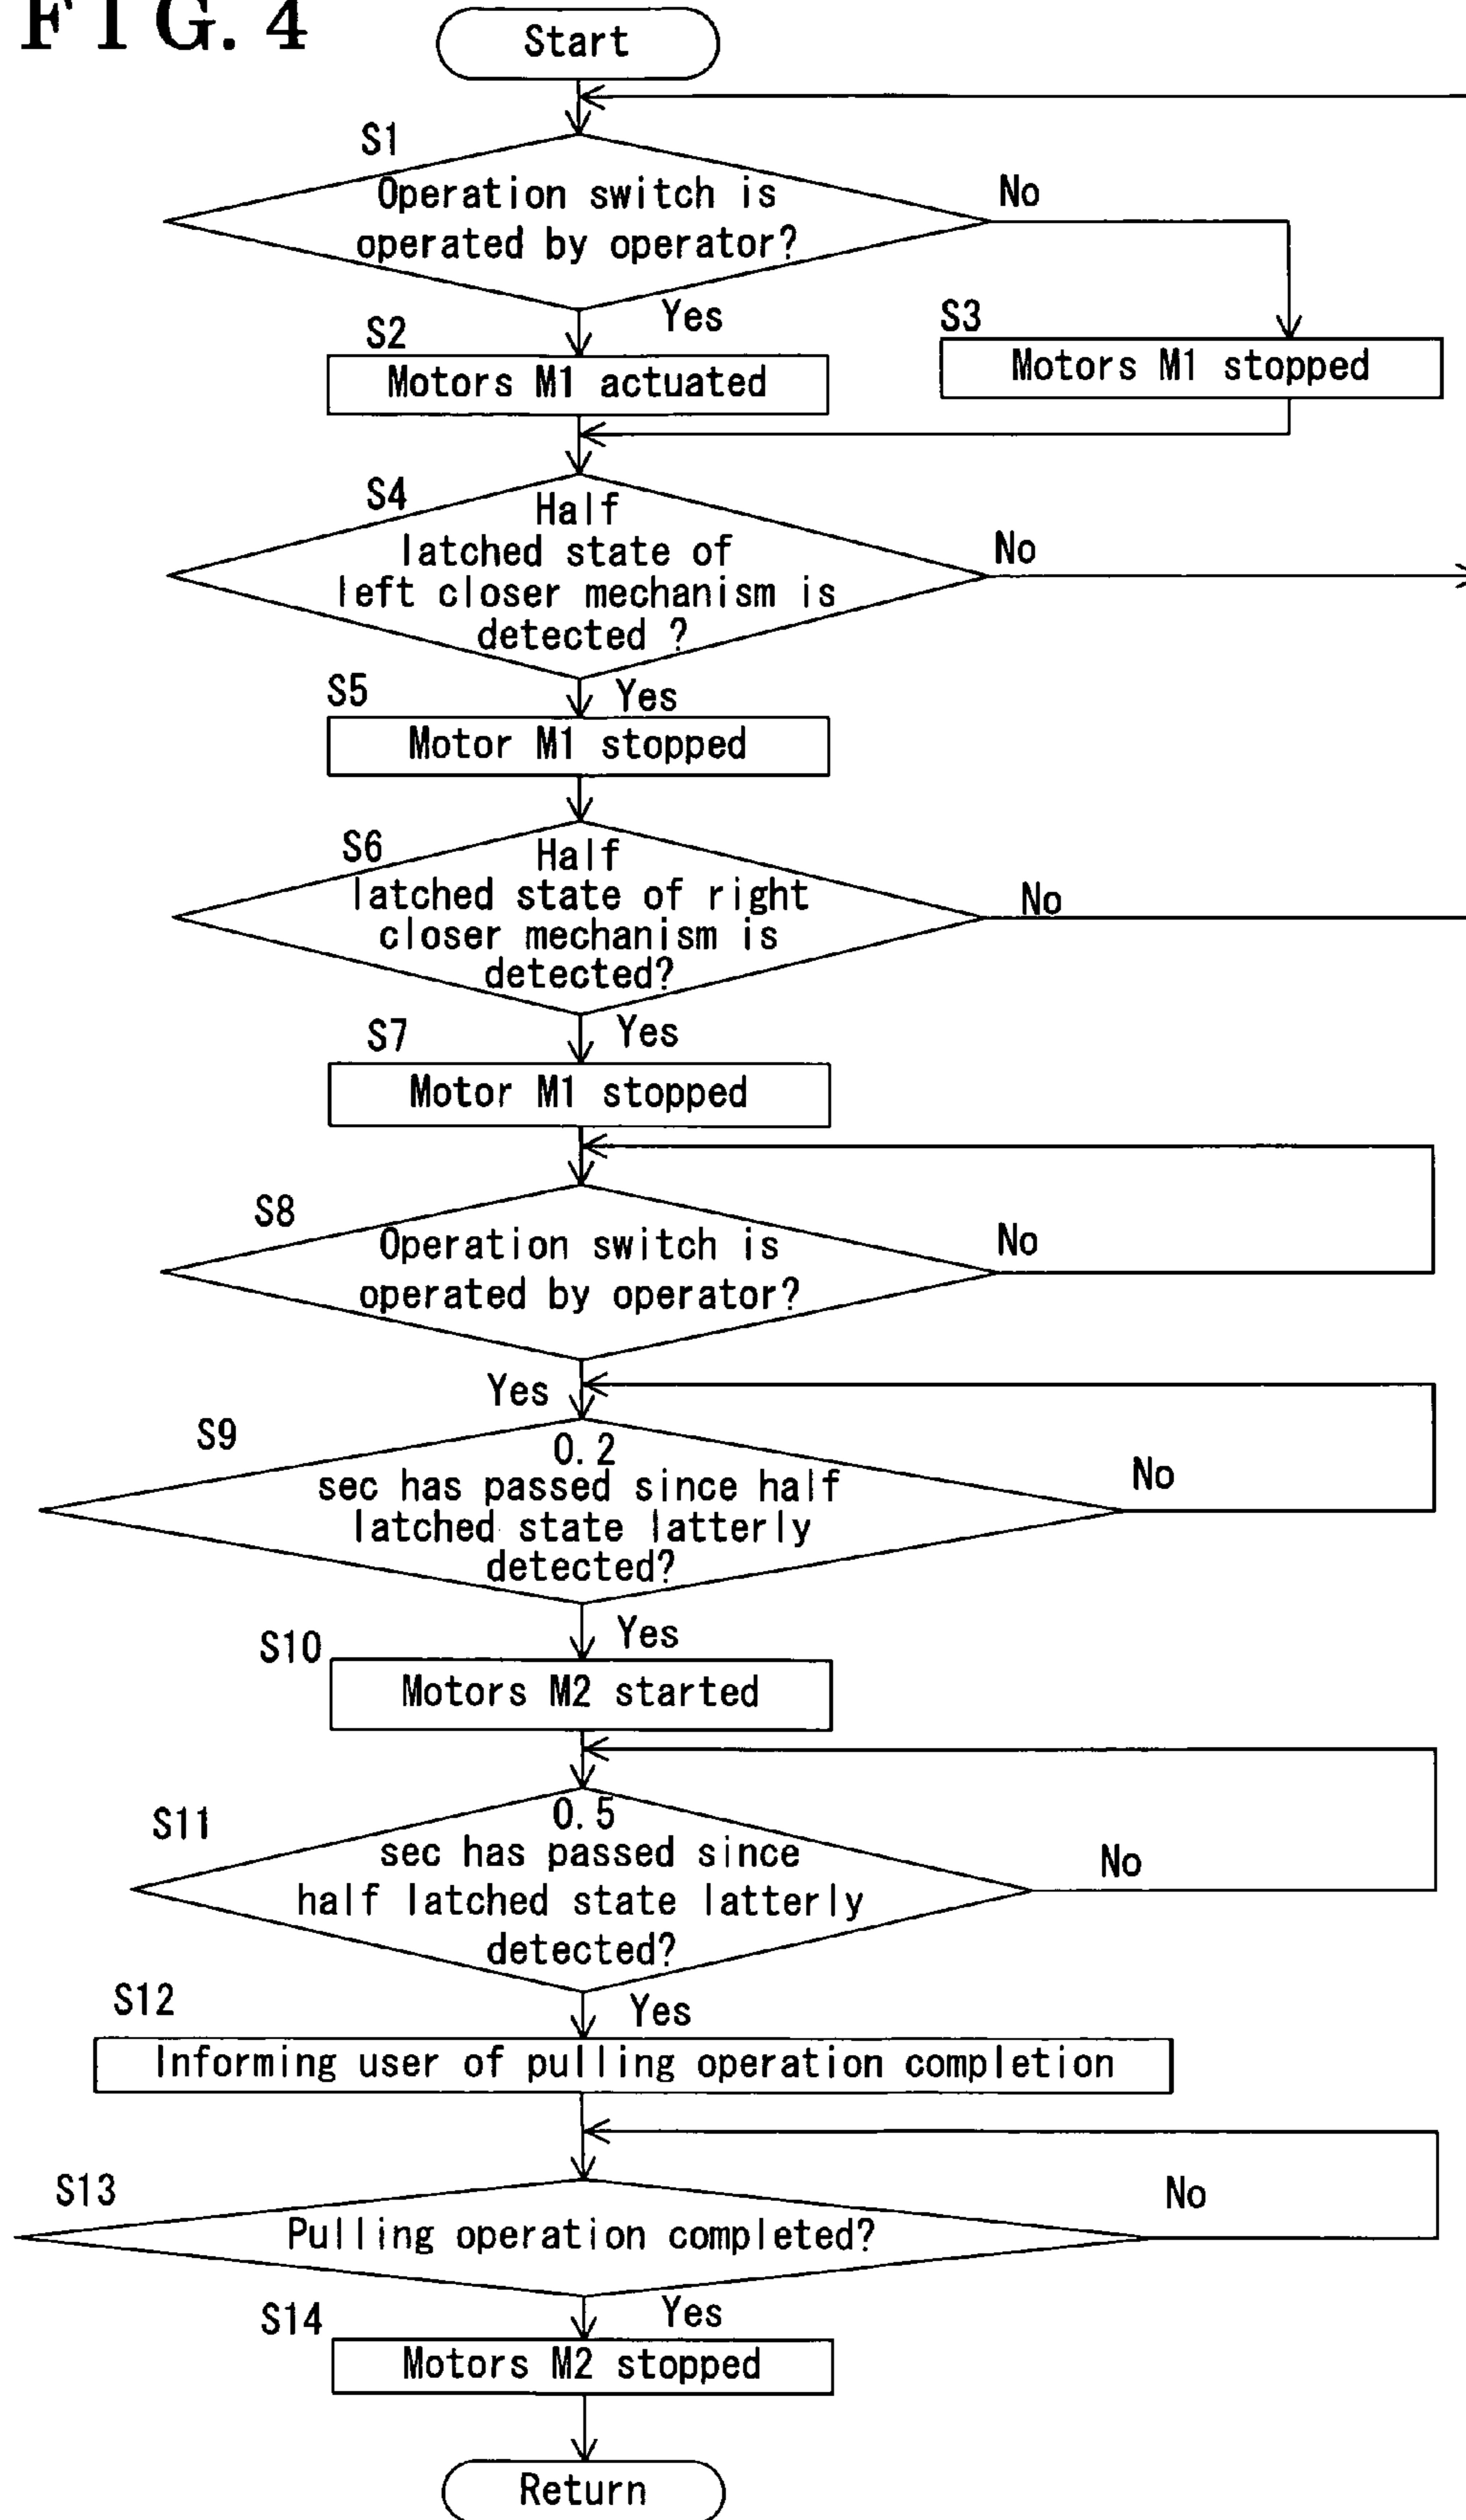 FIG. 4
Start
S1
Operation switch is
operated by operator?
No
Yes
S2
Motors M1 actuated
S3
Motors M1 stopped
S4
Half
latched state of
left closer mechanism is
detected ?
No
Yes
S5
Motor M1 stopped
S6
Half
latched state of right
closer mechanism is
detected?
No
Yes
S7
Motor M1 stopped
S8
Operation switch is
operated by operator?
No
Yes
S9
0.2
sec has passed since half
latched state latterly
detected?
No
Yes
S10
Motors M2 started
S11
0.5
sec has passed since
half latched state latterly
detected?
No
Yes
S12
Informing user of pulling operation completion
S13
Pulling operation completed?
No
Yes
S14
Motors M2 stopped
Return